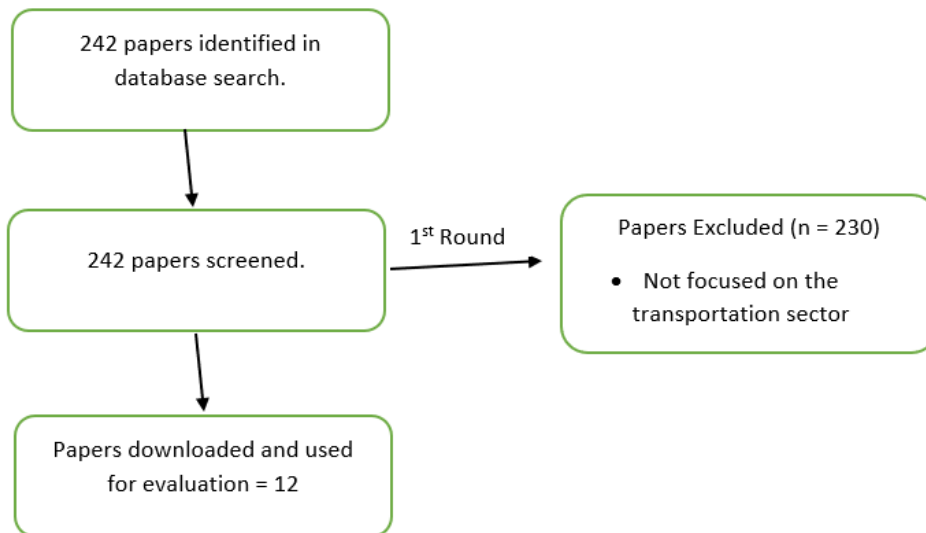 242 papers identified in
database search.
242 papers screened.
1st Round
Papers Excluded (n = 230)
• Not focused on the
transportation sector
Papers downloaded and used
for evaluation = 12